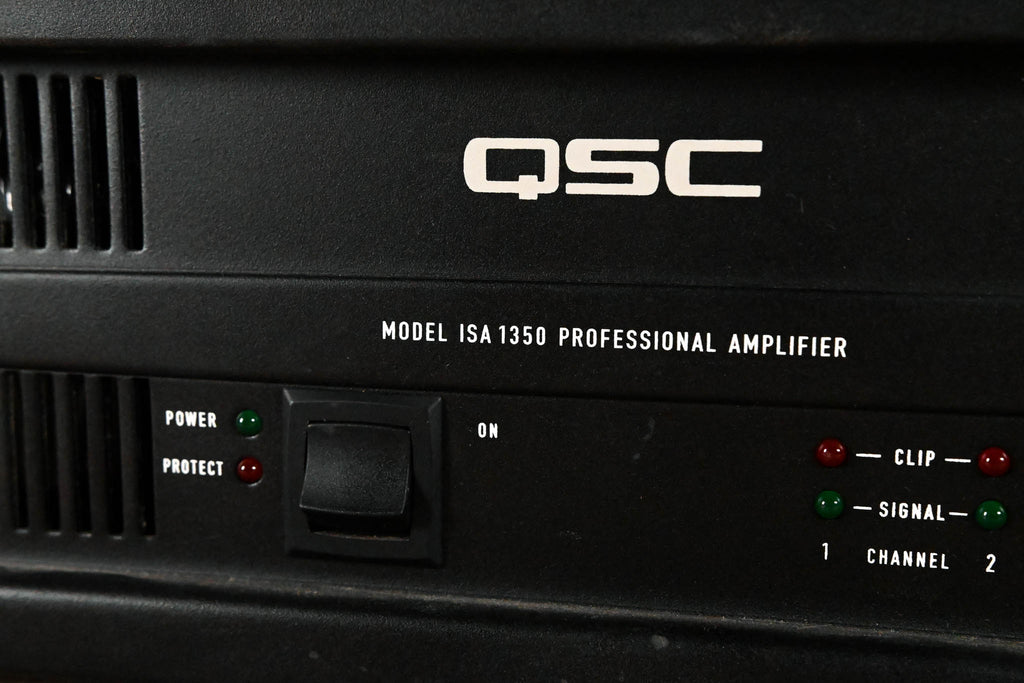 QSC
MODEL ISA 1350 PROFESSIONAL AMPLIFIER
POWER
ON
PROTECT
— CLIP —
— SIGNAL —
1 CHANNEL 2